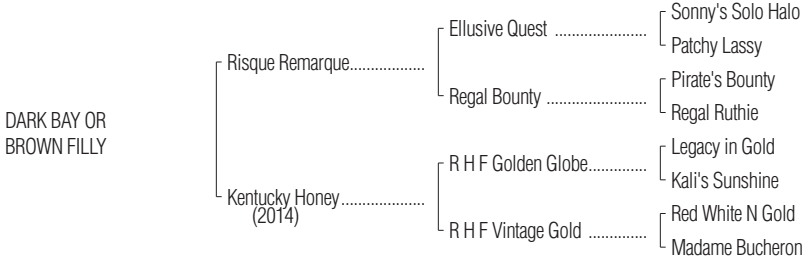 Sonny's Solo Halo
Ellusive Quest ......................
Patchy Lassy
Risque Remarque..................
Pirate's Bounty
Regal Bounty ........................
Regal Ruthie
DARK BAY OR
BROWN FILLY
Legacy in Gold
R H F Golden Globe..............
Kali's Sunshine
Kentucky Honey....................
(2014)
Red White N Gold
R H F Vintage Gold ..............
Madame Bucheron